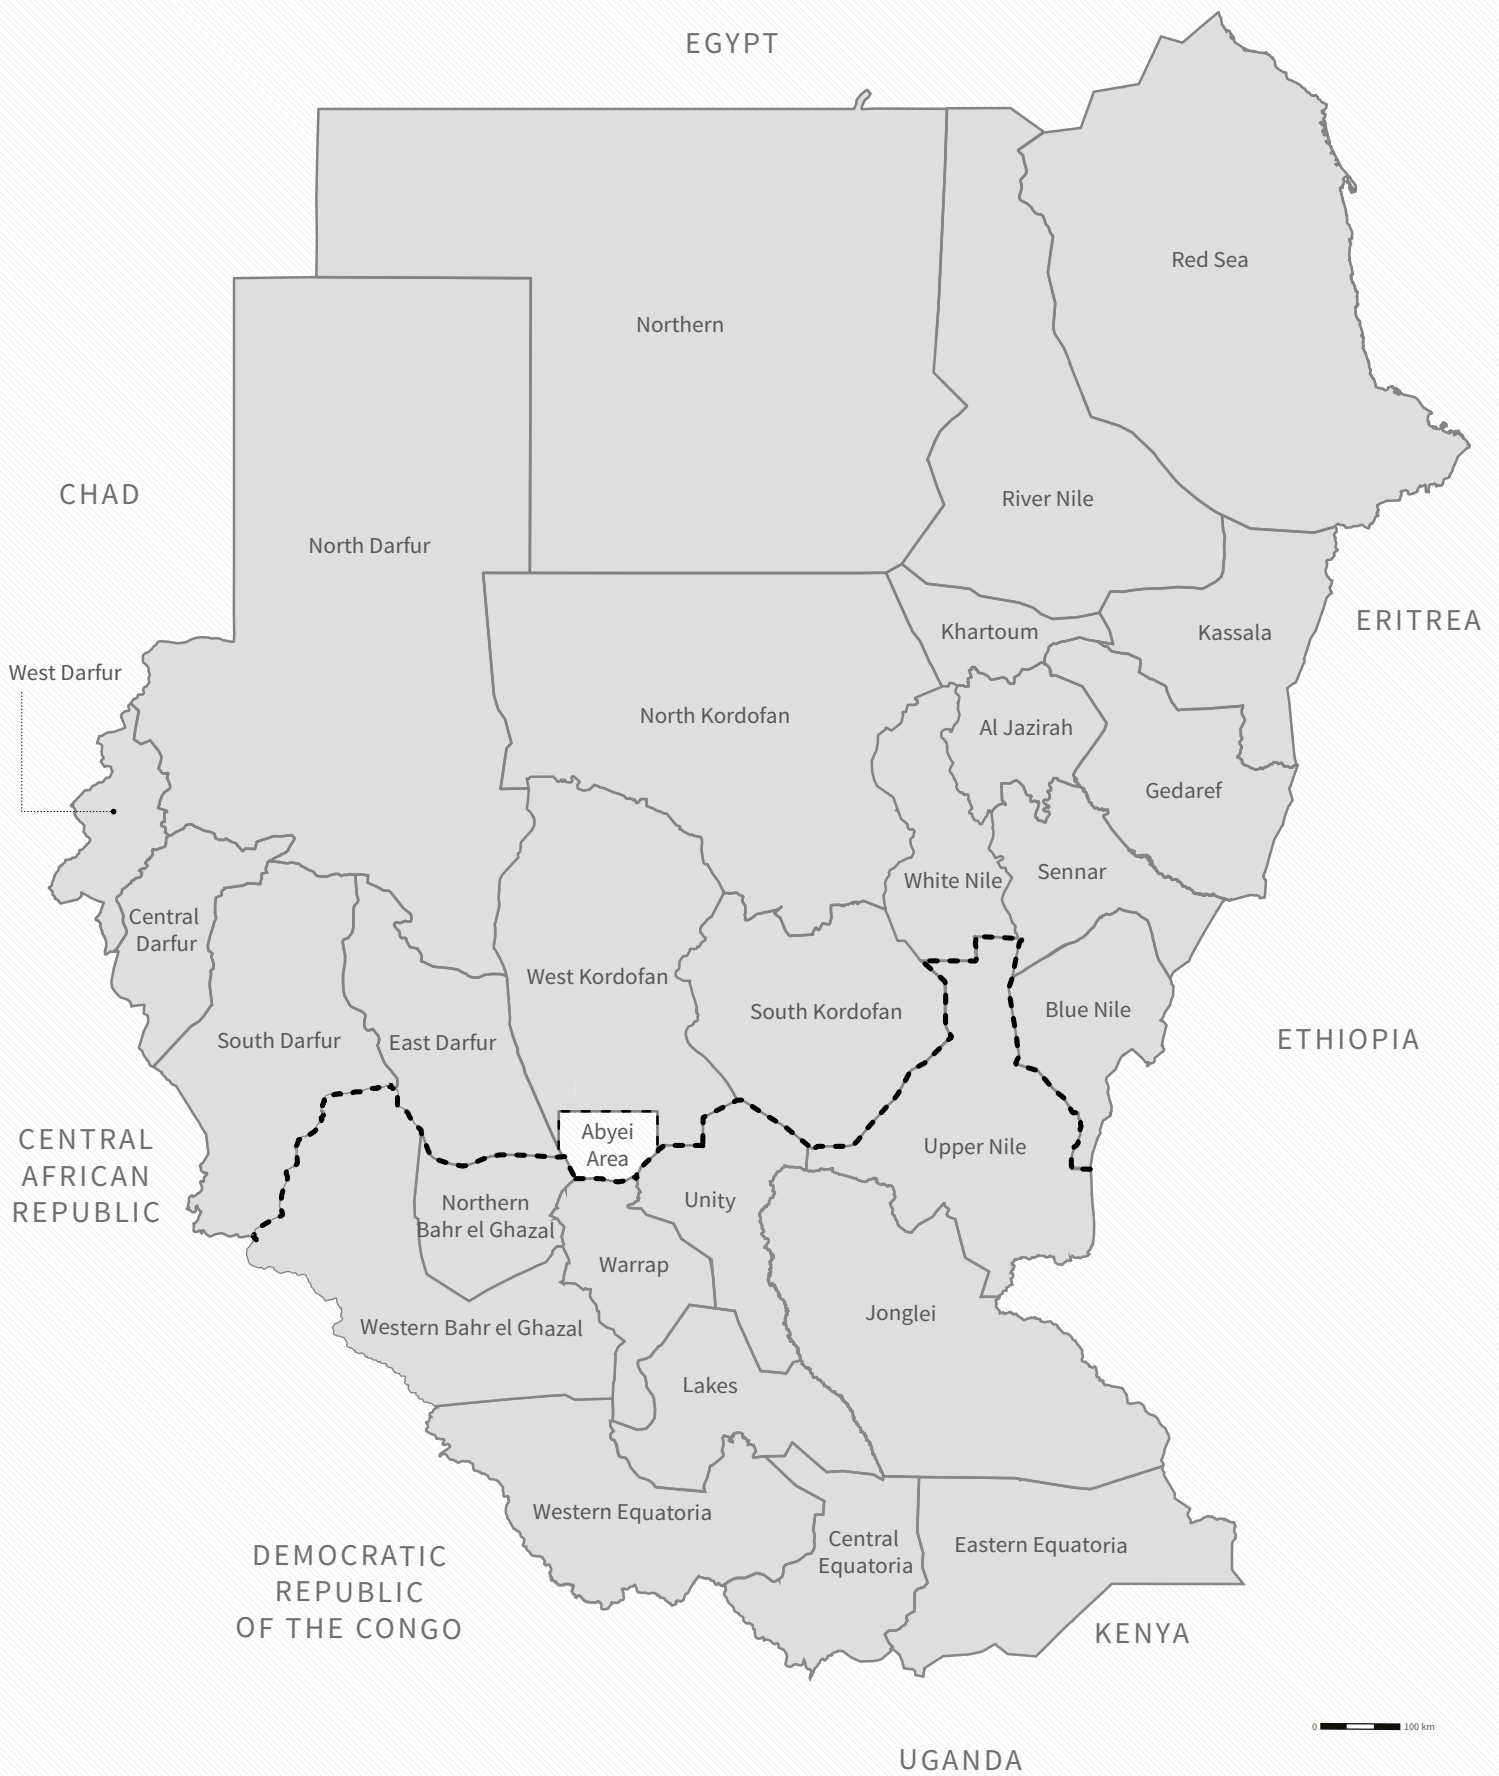 EGYPT
Red Sea
Northern
CHAD
River Nile
North Darfur
ERITREA
Khartoum
Kassala
West Darfur
North Kordofan
Al Jazirah
Gedaref
Sennar
White Nile
Central
Darfur
West Kordofan
South Kordofan
Blue Nile
South Darfur
East Darfur
ETHIOPIA
CENTRAL
AFRICAN
REPUBLIC
Abyei
Area
Upper Nile
Unity
Northern
Bahr el Ghazal
Warrap
Jonglei
Western Bahr el Ghazal
Lakes
Western Equatoria
Central
Equatoria
Eastern Equatoria
DEMOCRATIC
REPUBLIC
OF THE CONGO
KENYA
0 100 km
UGANDA